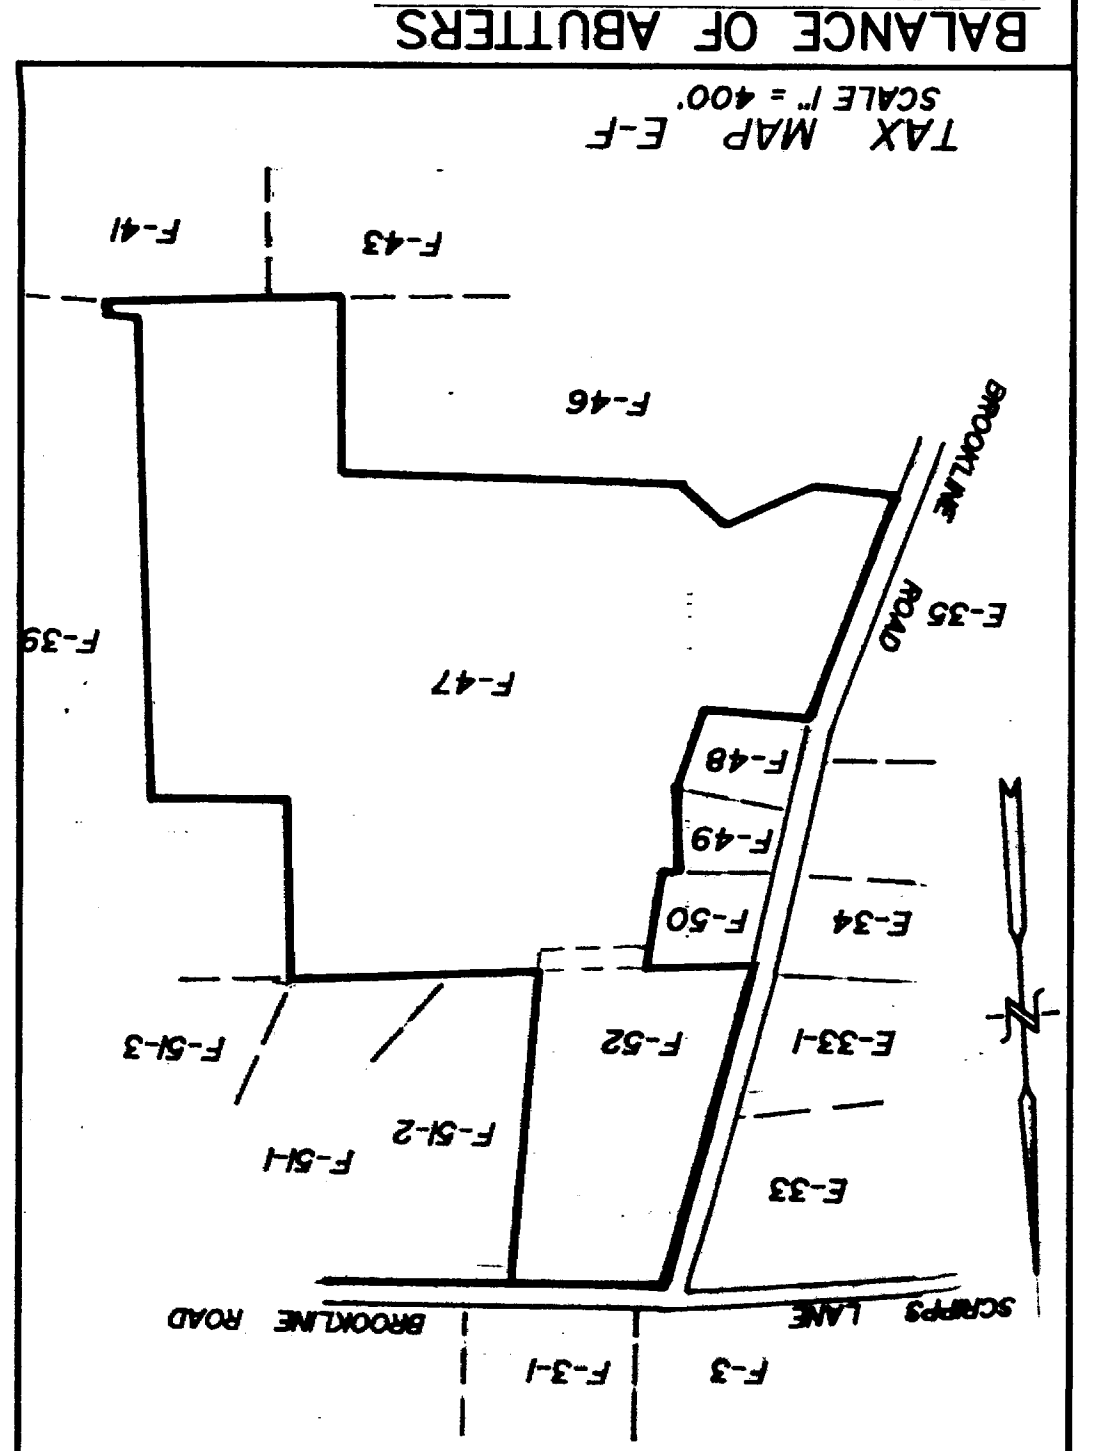 F-3
F-3-1
SCRIPPS LANE
BROOKLINE ROAD
E-33
F-51-1
F-51-2
F-51-3
E-33-1
F-52
N
E-34
F-50
F-49
F-48
F-47
F-39
E-35
BROOKLINE ROAD
F-46
F-43
F-41
TAX MAP E-F
SCALE 1" = 400'
BALANCE OF ABUTTERS